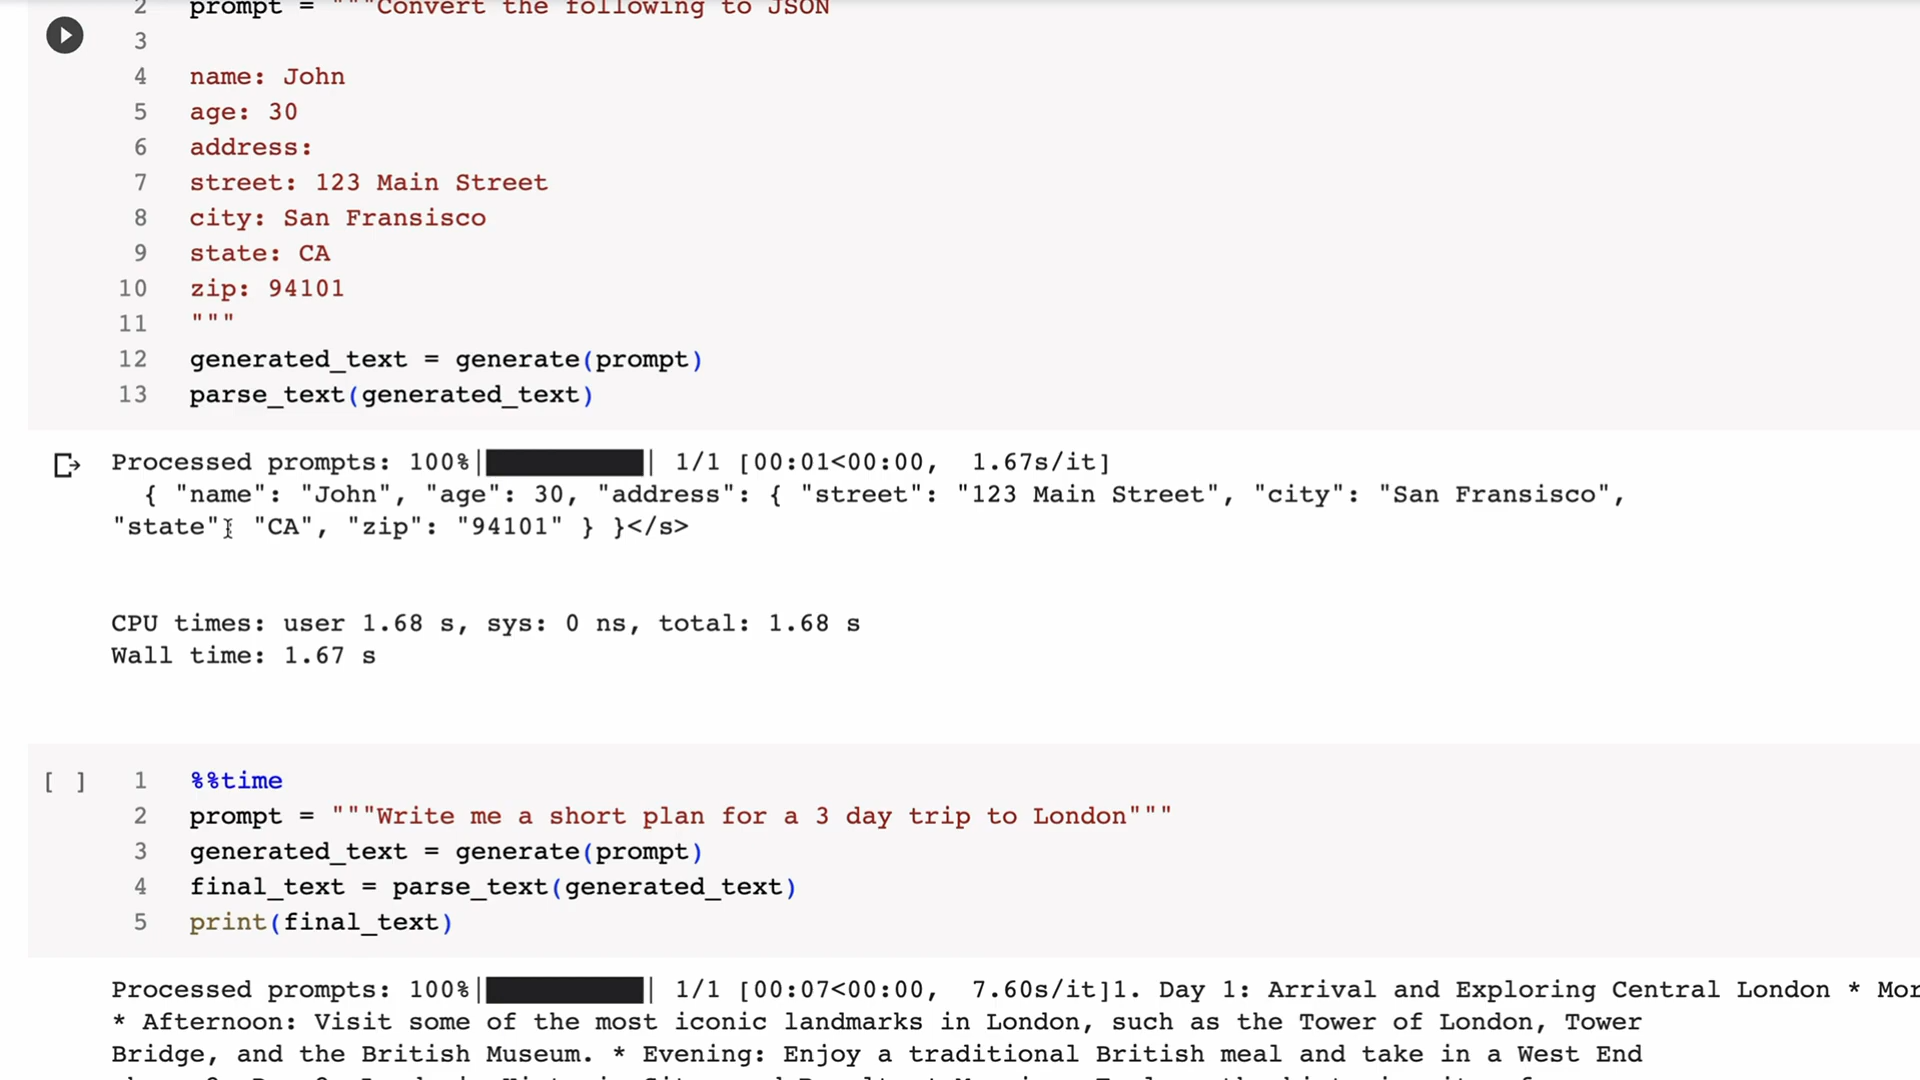 2 prompt = """Convert the following to JSON
3
4 name: John
5 age: 30
6 address:
7 street: 123 Main Street
8 city: San Fransisco
9 state: CA
10 zip: 94101
11 """
12 generated_text = generate(prompt)
13 parse_text(generated_text)
Processed prompts: 100%| | 1/1 [00:01<00:00, 1.67s/it]
{ "name": "John", "age": 30, "address": { "street": "123 Main Street", "city": "San Fransisco",
"state": "CA", "zip": "94101" } }</s>
CPU times: user 1.68 s, sys: 0 ns, total: 1.68 s
Wall time: 1.67 s
[ ] 1 %%time
2 prompt = """Write me a short plan for a 3 day trip to London"""
3 generated_text = generate(prompt)
4 final_text = parse_text(generated_text)
5 print(final_text)
Processed prompts: 100%| | 1/1 [00:07<00:00, 7.60s/it]1. Day 1: Arrival and Exploring Central London * Mor
* Afternoon: Visit some of the most iconic landmarks in London, such as the Tower of London, Tower
Bridge, and the British Museum. * Evening: Enjoy a traditional British meal and take in a West End